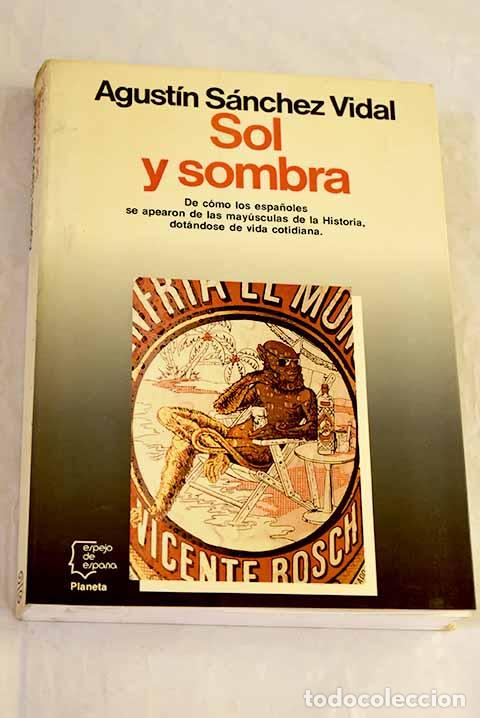 Agustín Sánchez Vidal
Sol
y sombra
De cómo los españoles
se apearon de las mayúsculas de la Historia,
dotándose de vida cotidiana.
NFRIA EL MON
VICENTE BOSCH
espejo
de
españa
Planeta
todocoleccion